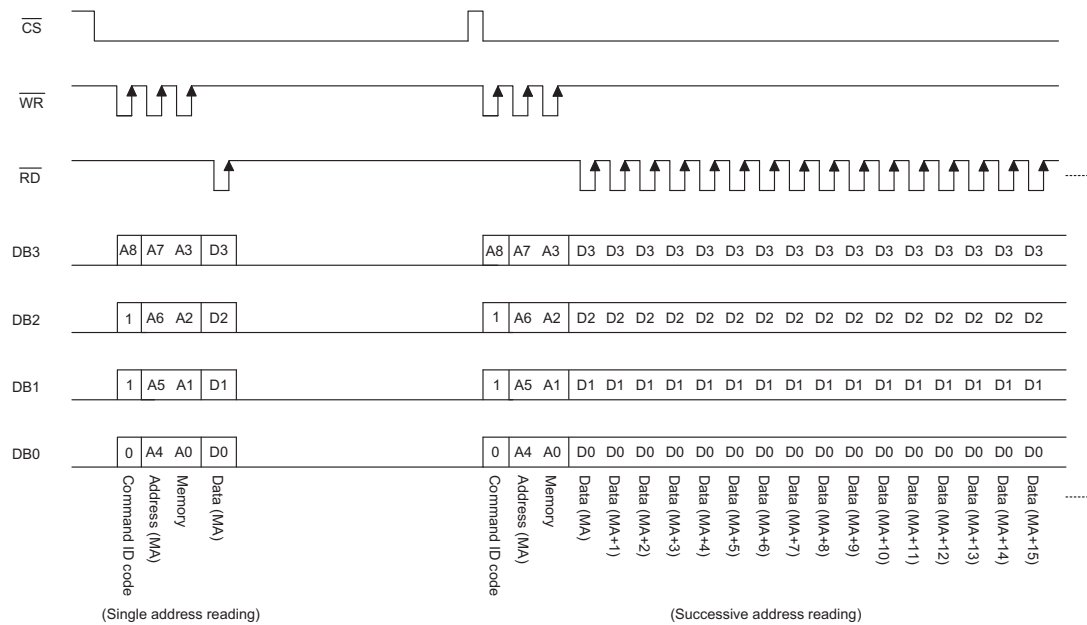 CS
WR
RD
DB3 A8 A7 A3 D3 A8 A7 A3 D3 D3 D3 D3 D3 D3 D3 D3 D3 D3 D3 D3 D3 D3 D3 D3
DB2 1 A6 A2 D2 1 A6 A2 D2 D2 D2 D2 D2 D2 D2 D2 D2 D2 D2 D2 D2 D2 D2 D2
DB1 1 A5 A1 D1 1 A5 A1 D1 D1 D1 D1 D1 D1 D1 D1 D1 D1 D1 D1 D1 D1 D1 D1
DB0 0 A4 A0 D0 0 A4 A0 D0 D0 D0 D0 D0 D0 D0 D0 D0 D0 D0 D0 D0 D0 D0 D0
Command ID code
Address (MA)
Memory
Data (MA)
Command ID code
Address (MA)
Memory
Data (MA)
Data (MA+1)
Data (MA+2)
Data (MA+3)
Data (MA+4)
Data (MA+5)
Data (MA+6)
Data (MA+7)
Data (MA+8)
Data (MA+9)
Data (MA+10)
Data (MA+11)
Data (MA+12)
Data (MA+13)
Data (MA+14)
Data (MA+15)
(Single address reading)
(Successive address reading)